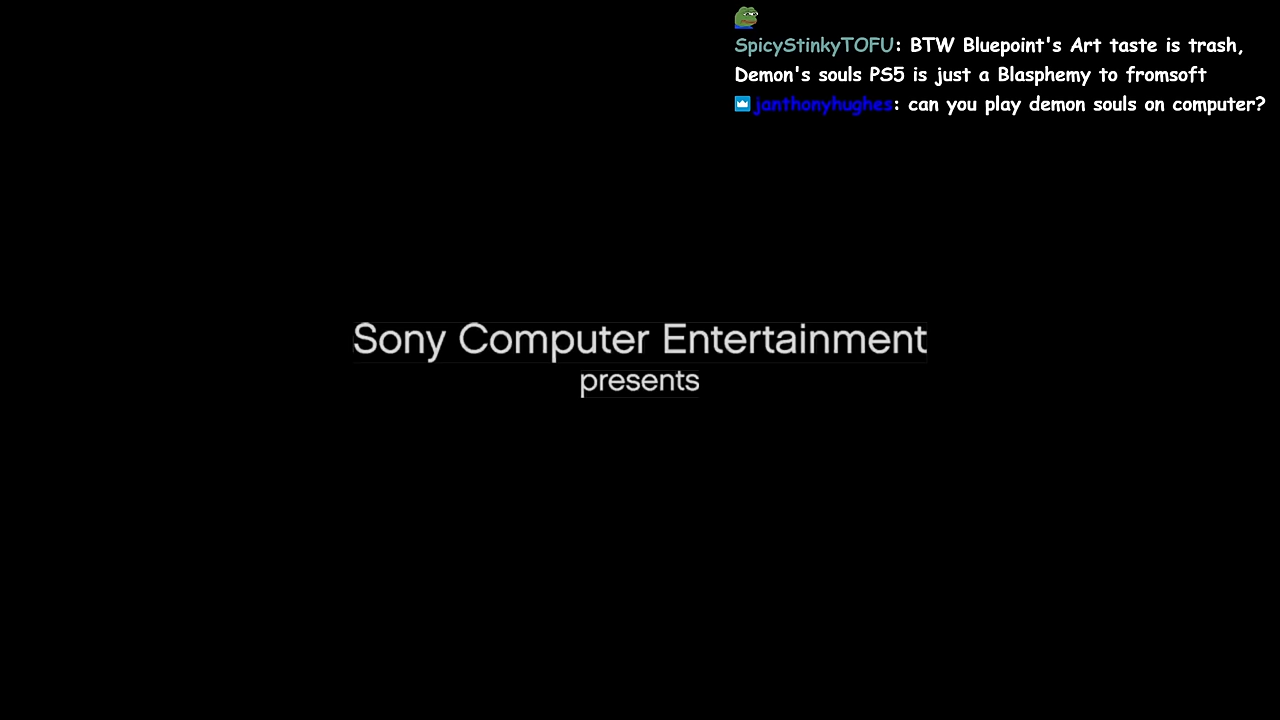 SpicyStinkyTOFU: BTW Bluepoint's Art taste is trash,
Demon's souls PS5 is just a Blasphemy to fromsoft
janthonyhughes: can you play demon souls on computer?
Sony Computer Entertainment
presents